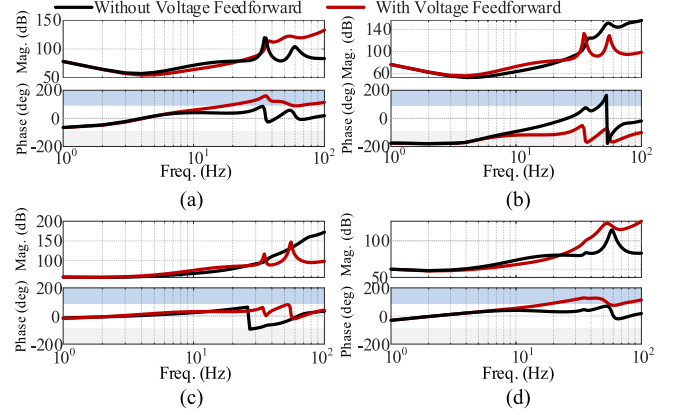 Without Voltage Feedforward With Voltage Feedforward
Mag. (dB)
150
100
50
Phase (deg)
200
0
-200
10^0 10^1 10^2
Freq. (Hz)
(a)
Mag. (dB)
140
100
60
Phase (deg)
200
0
-200
10^0 10^1 10^2
Freq. (Hz)
(b)
Mag. (dB)
200
150
100
Phase (deg)
200
0
-200
10^0 10^1 10^2
Freq. (Hz)
(c)
Mag. (dB)
100
50
Phase (deg)
200
0
-200
10^0 10^1 10^2
Freq. (Hz)
(d)